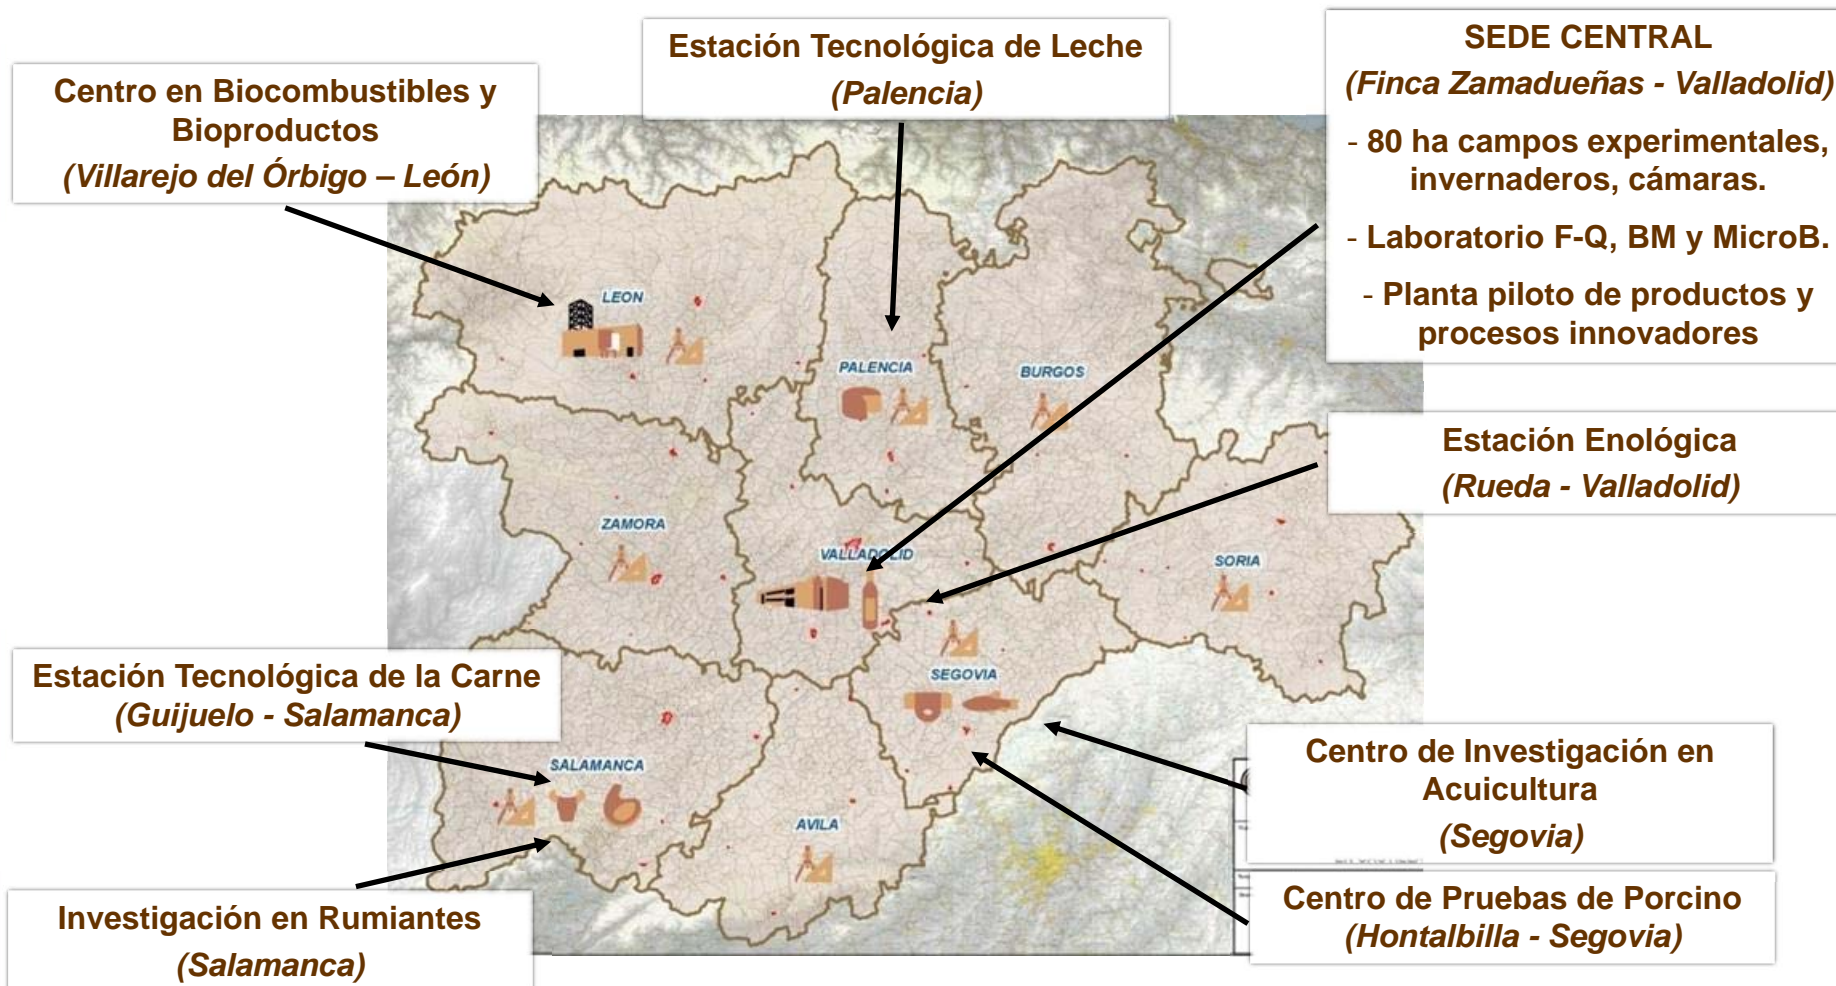 Estación Tecnológica de Leche
(Palencia)
SEDE CENTRAL
(Finca Zamadueñas - Valladolid)
- 80 ha campos experimentales,
invernaderos, cámaras.
- Laboratorio F-Q, BM y MicroB.
- Planta piloto de productos y
procesos innovadores
Centro en Biocombustibles y
Bioproductos
(Villarejo del Órbigo – León)
LEON
PALENCIA
BURGOS
Estación Enológica
(Rueda - Valladolid)
ZAMORA
VALLADOLID
SORIA
SEGOVIA
Estación Tecnológica de la Carne
(Guijuelo - Salamanca)
SALAMANCA
AVILA
Centro de Investigación en
Acuicultura
(Segovia)
Centro de Pruebas de Porcino
(Hontalbilla - Segovia)
Investigación en Rumiantes
(Salamanca)